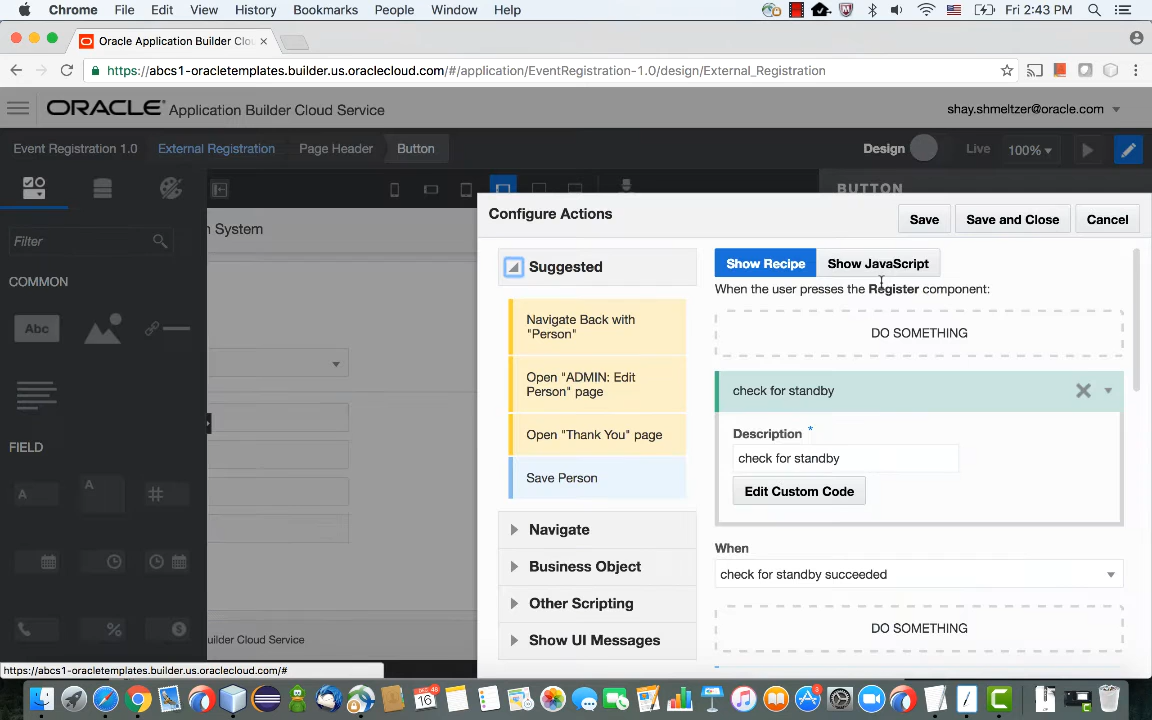 Chrome File Edit View History Bookmarks People Window Help Fri 2:43 PM
Oracle Application Builder Clou
https://abcs1-oracletemplates.builder.us.oraclecloud.com/#/application/EventRegistration-1.0/design/External_Registration
ORACLE Application Builder Cloud Service shay.shmeltzer@oracle.com
Event Registration 1.0 External Registration Page Header Button Design Live 100%
BUTTON
Filter
COMMON
Abc
FIELD
A A #
%
n System
uilder Cloud Service
Configure Actions
Save Save and Close Cancel
Suggested
Navigate Back with
"Person"
Open "ADMIN: Edit
Person" page
Open "Thank You" page
Save Person
Navigate
Business Object
Other Scripting
Show UI Messages
Show Recipe Show JavaScript
When the user presses the Register component:
DO SOMETHING
check for standby
Description *
check for standby
Edit Custom Code
When
check for standby succeeded
DO SOMETHING
https://abcs1-oracletemplates.builder.us.oraclecloud.com/#